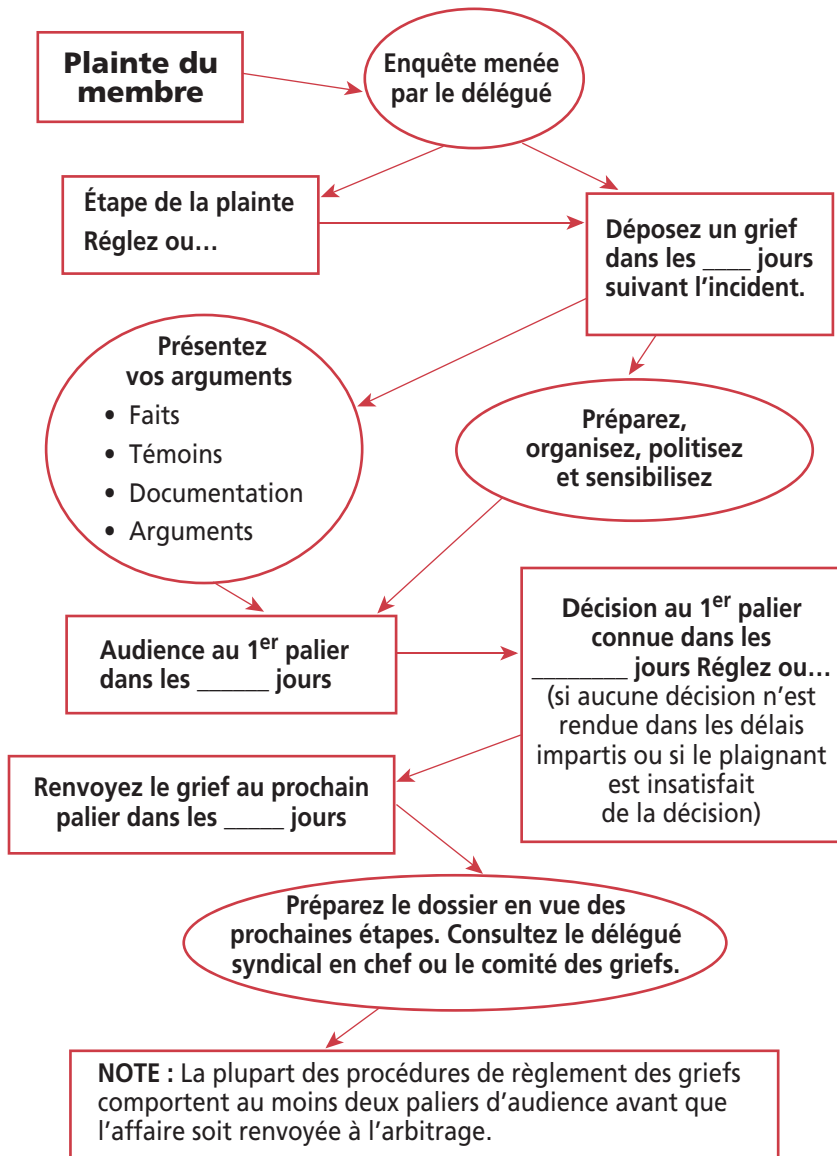 Plainte du
membre
Enquête menée
par le délégué
Étape de la plainte
Réglez ou…
Déposez un grief
dans les ____ jours
suivant l’incident.
Présentez
vos arguments
• Faits
• Témoins
• Documentation
• Arguments
Préparez,
organisez, politisez
et sensibilisez
Audience au 1er palier
dans les ______ jours
Décision au 1er palier
connue dans les
________ jours Réglez ou…
(si aucune décision n’est
rendue dans les délais
impartis ou si le plaignant
est insatisfait
de la décision)
Renvoyez le grief au prochain
palier dans les _____ jours
Préparez le dossier en vue des
prochaines étapes. Consultez le délégué
syndical en chef ou le comité des griefs.
NOTE : La plupart des procédures de règlement des griefs
comportent au moins deux paliers d’audience avant que
l’affaire soit renvoyée à l’arbitrage.